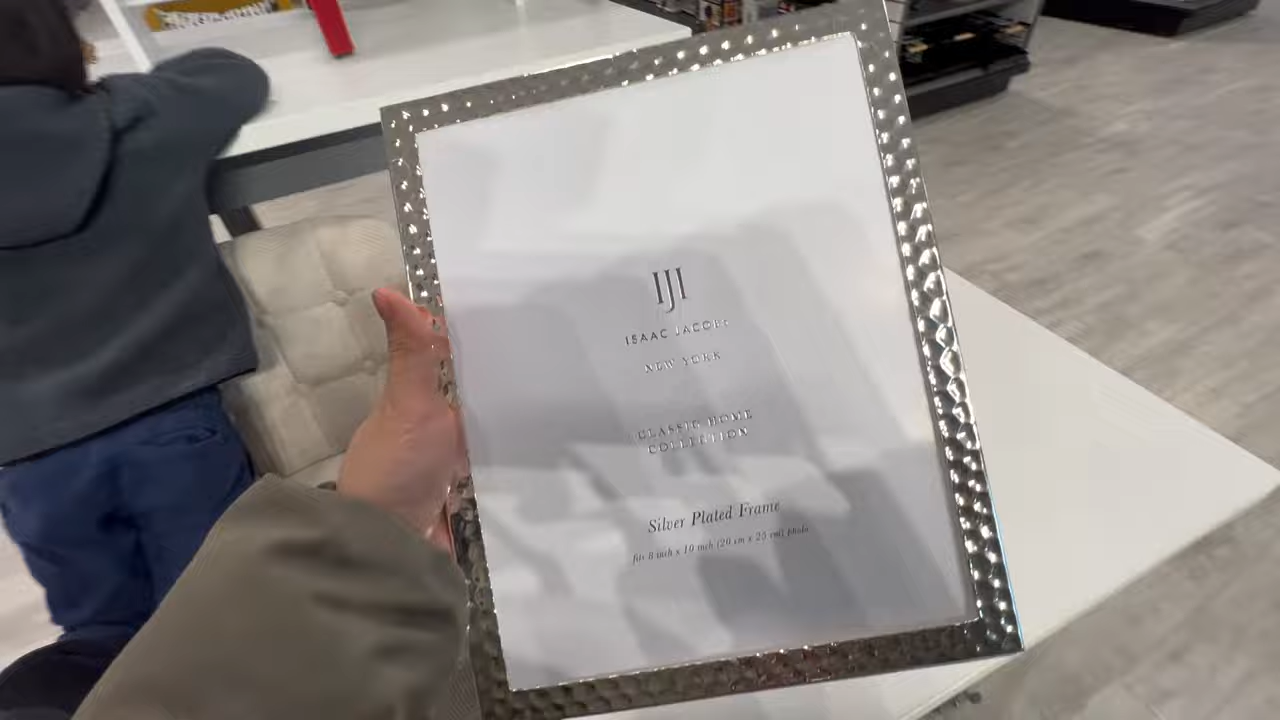 IJI
ISAAC JACOBS
NEW YORK
CLASSIC HOME
COLLECTION
Silver Plated Frame
fits 8 inch x 10 inch (20 cm x 25 cm) photo